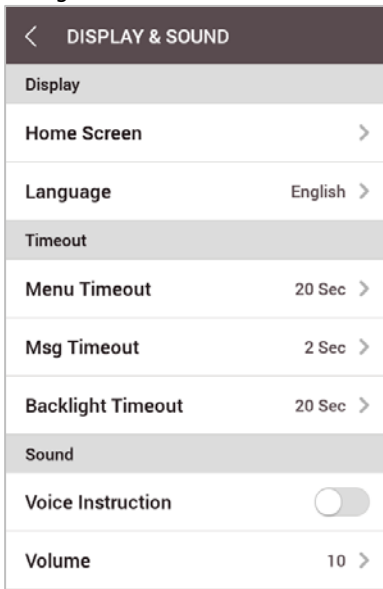 DISPLAY & SOUND
Display
Home Screen
Language English
Timeout
Menu Timeout 20 Sec
Msg Timeout 2 Sec
Backlight Timeout 20 Sec
Sound
Voice Instruction
Volume 10